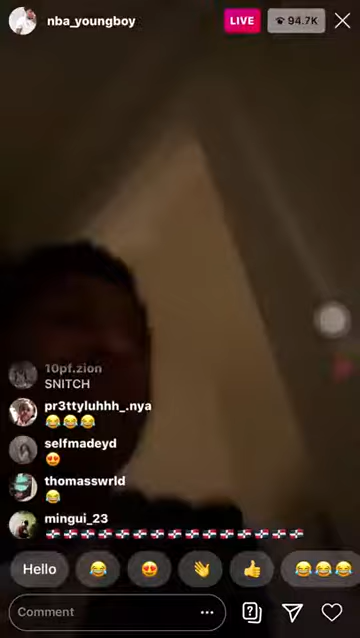 nba_youngboy
LIVE
94.7K
10pf.zion
SNITCH
pr3ttyluhhh_.nya
😂😂😂
selfmadeyd
😍
thomasswrld
😂
mingui_23
🇩🇴🇩🇴🇩🇴🇩🇴🇩🇴🇩🇴🇩🇴🇩🇴🇩🇴🇩🇴🇩🇴🇩🇴🇩🇴🇩🇴🇩🇴
Hello 😂 😍 👋 👍 😂😂😂
Comment ...